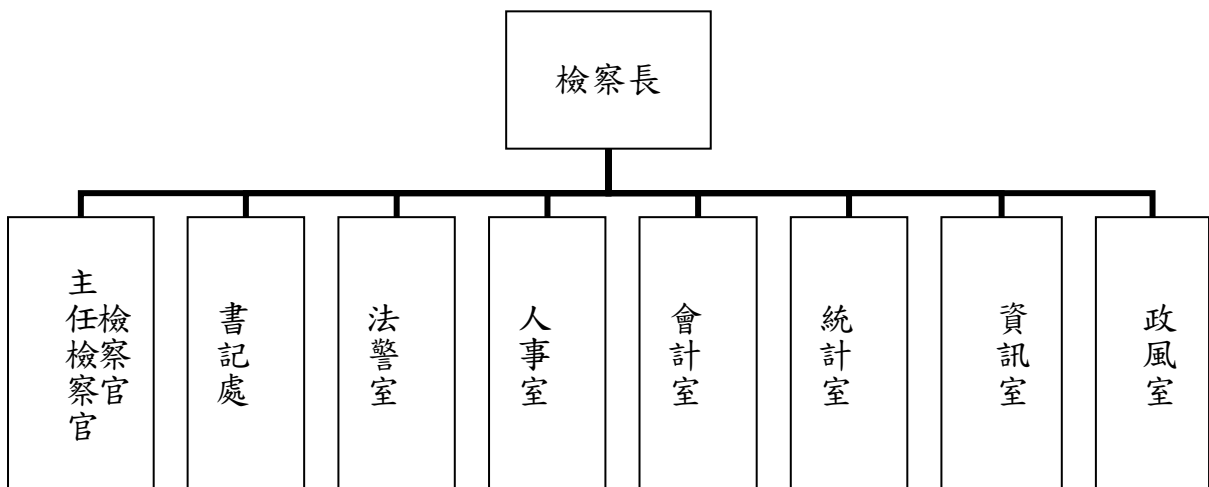 檢察長
主任檢察官
檢察官
書記處
法警室
人事室
會計室
統計室
資訊室
政風室